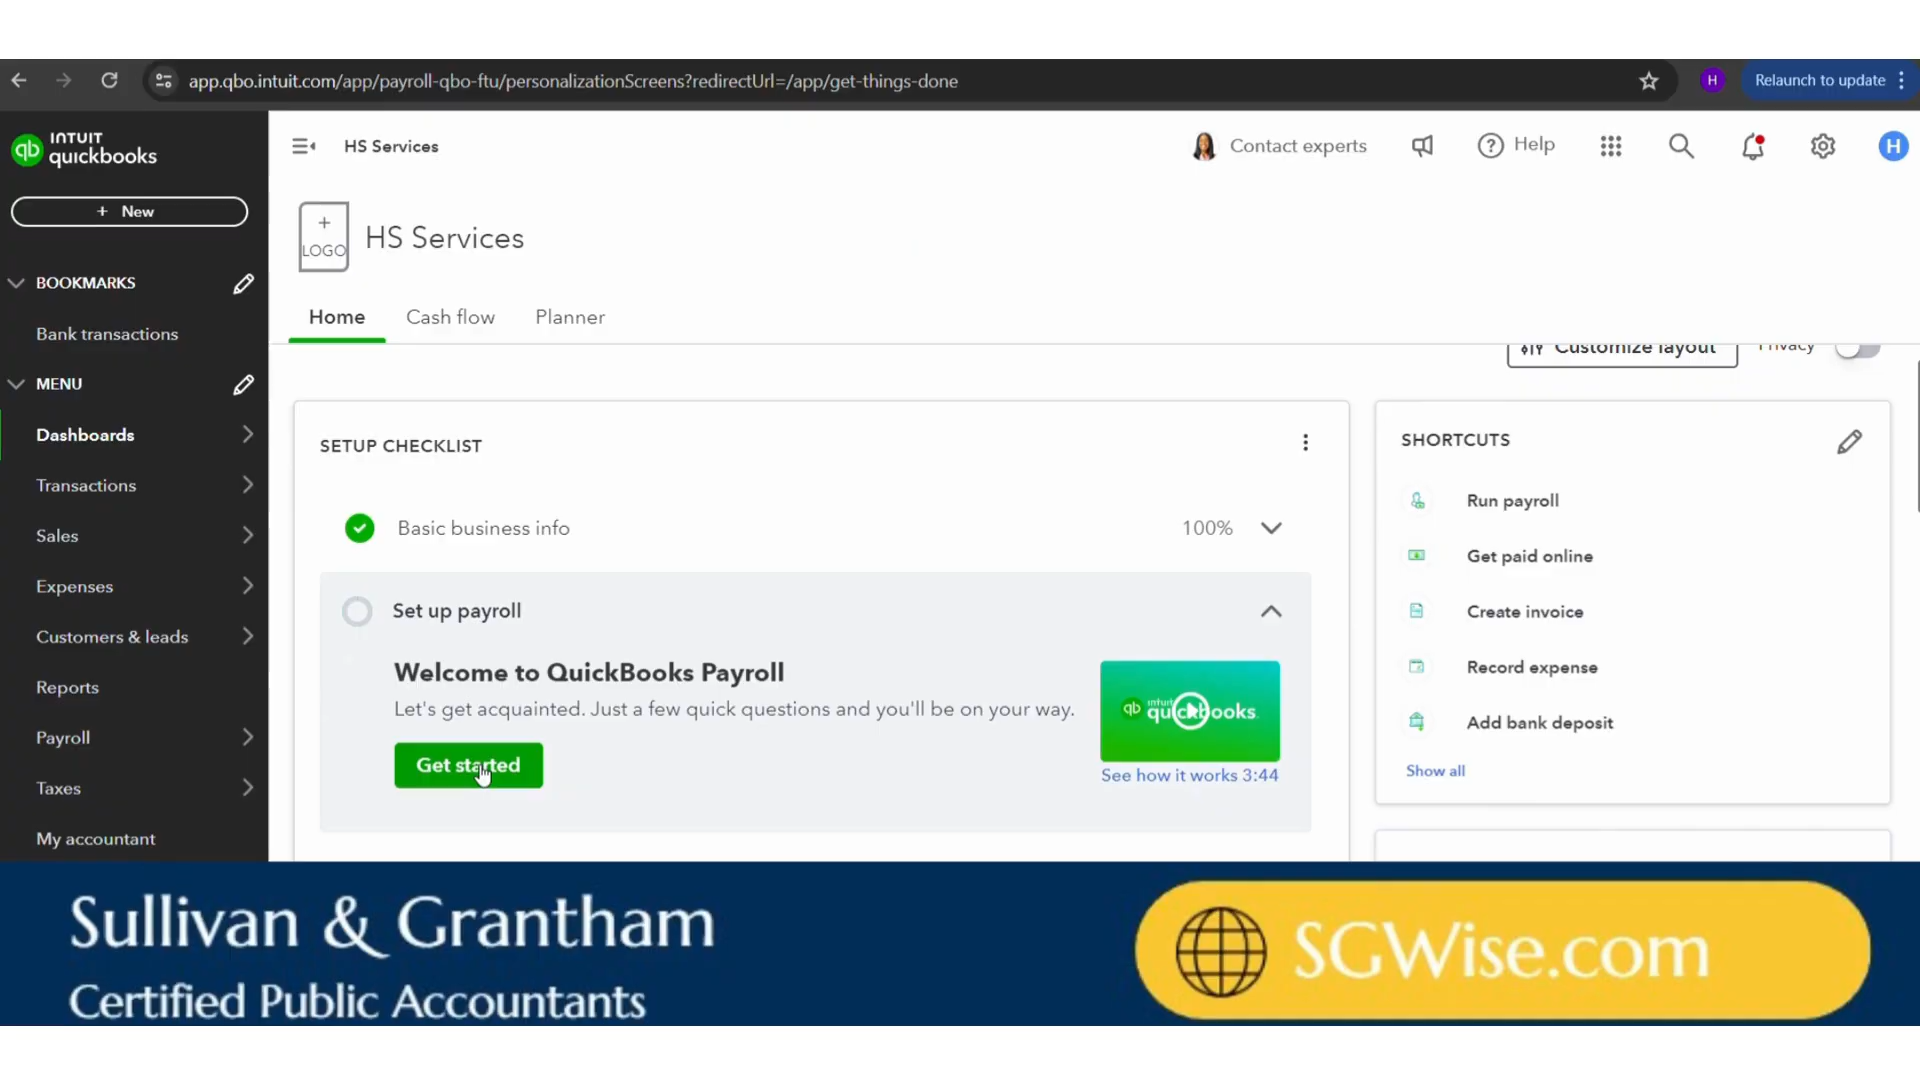 app.qbo.intuit.com/app/payroll-qbo-ftu/personalizationScreens?redirectUrl=/app/get-things-done
H
Relaunch to update
INTUIT
quickbooks
qb
HS Services
Contact experts
Help
H
+ New
+
LOGO
HS Services
BOOKMARKS
Bank transactions
Home
Cash flow
Planner
MENU
Customize layout
Privacy
Dashboards
Transactions
Sales
Expenses
Customers & leads
Reports
Payroll
Taxes
My accountant
SETUP CHECKLIST
Basic business info
100%
Set up payroll
Welcome to QuickBooks Payroll
Let's get acquainted. Just a few quick questions and you'll be on your way.
Get started
qb
intuit
quickbooks.
See how it works 3:44
SHORTCUTS
Run payroll
Get paid online
Create invoice
Record expense
Add bank deposit
Show all
Sullivan & Grantham
Certified Public Accountants
SGWise.com